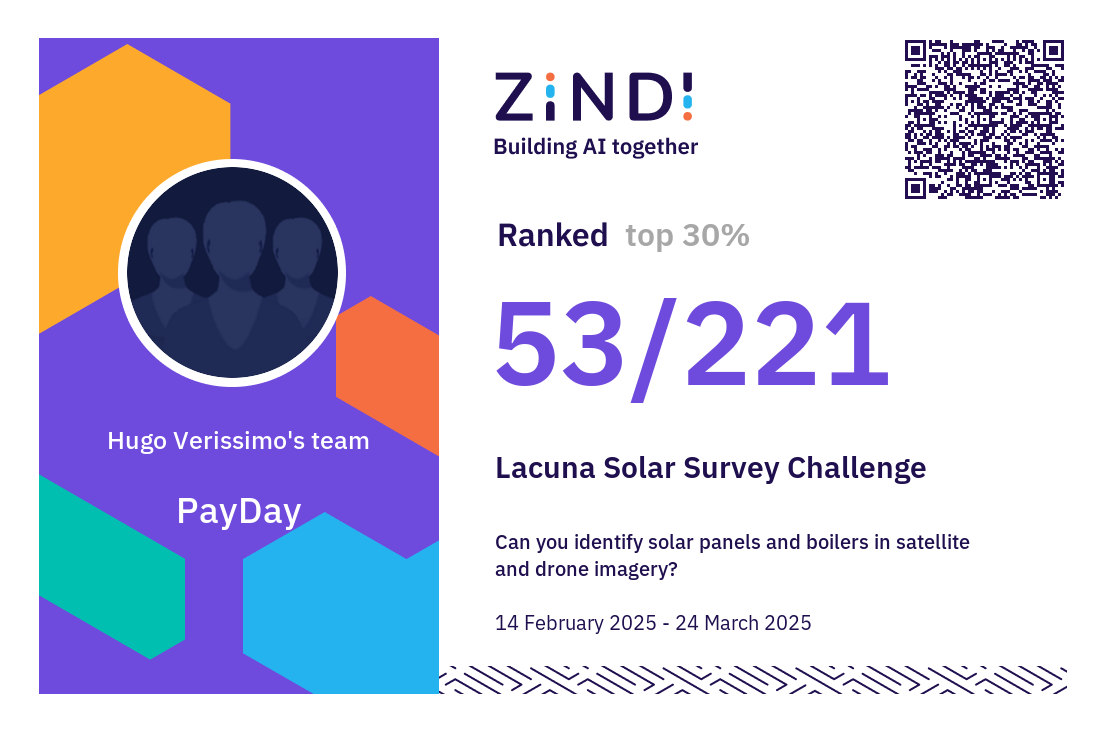 Hugo Verissimo's team
PayDay
ZiND!
Building AI together
Ranked top 30%
53/221
Lacuna Solar Survey Challenge
Can you identify solar panels and boilers in satellite
and drone imagery?
14 February 2025 - 24 March 2025